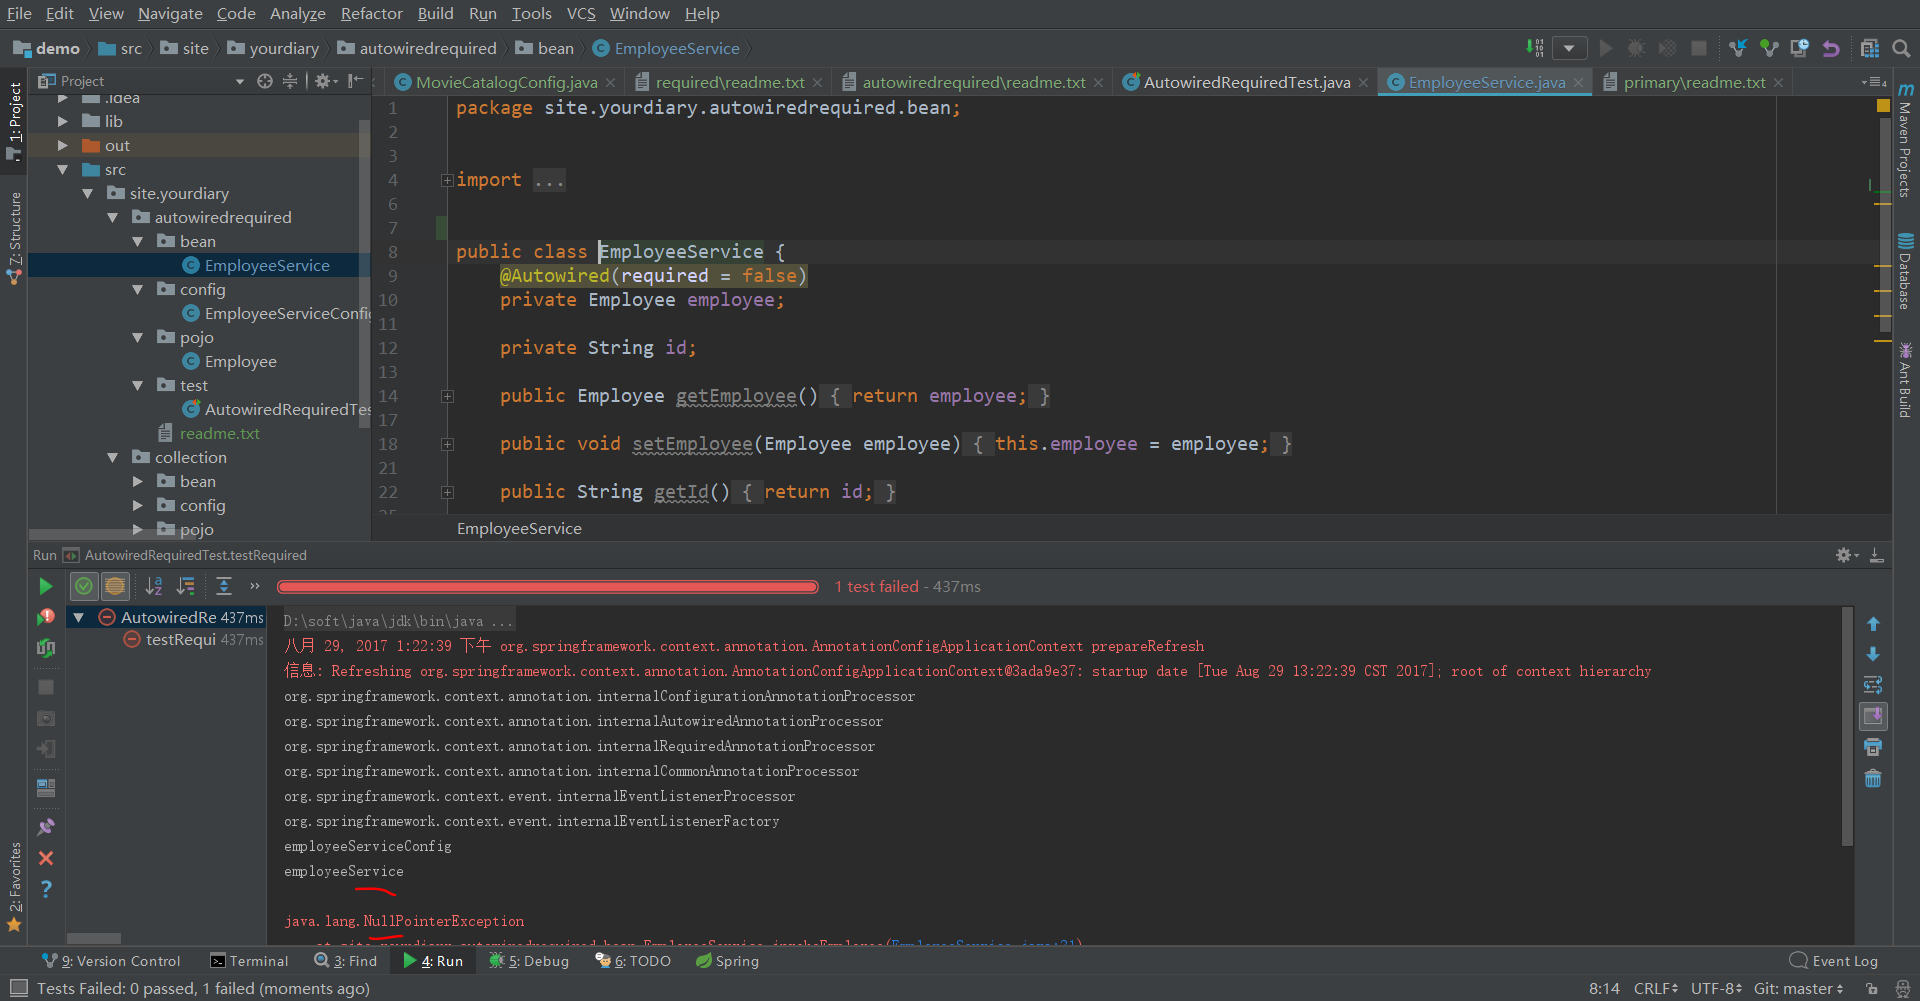 File Edit View Navigate Code Analyze Refactor Build Run Tools VCS Window Help
demo src site yourdiary autowiredrequired bean EmployeeService
Project
MovieCatalogConfig.java required\readme.txt autowiredrequired\readme.txt AutowiredRequiredTest.java EmployeeService.java primary\readme.txt
1: Project
7: Structure
2: Favorites
.idea
lib
out
src
site.yourdiary
autowiredrequired
bean
EmployeeService
config
EmployeeServiceConfi
pojo
Employee
test
AutowiredRequiredTes
readme.txt
collection
bean
config
pojo
1 package site.yourdiary.autowiredrequired.bean;
2
3
4 import ...
6
7
8 public class EmployeeService {
9 @Autowired(required = false)
10 private Employee employee;
11
12 private String id;
13
14 public Employee getEmployee() { return employee; }
17
18 public void setEmployee(Employee employee) { this.employee = employee; }
21
22 public String getId() { return id; }
25
EmployeeService
Maven Projects
Database
Ant Build
Run AutowiredRequiredTest.testRequired
1 test failed - 437ms
AutowiredRe 437ms
testRequi 437ms
D:\soft\java\jdk\bin\java ...
八月 29, 2017 1:22:39 下午 org.springframework.context.annotation.AnnotationConfigApplicationContext prepareRefresh
信息: Refreshing org.springframework.context.annotation.AnnotationConfigApplicationContext@3ada9e37: startup date [Tue Aug 29 13:22:39 CST 2017]; root of context hierarchy
org.springframework.context.annotation.internalConfigurationAnnotationProcessor
org.springframework.context.annotation.internalAutowiredAnnotationProcessor
org.springframework.context.annotation.internalRequiredAnnotationProcessor
org.springframework.context.annotation.internalCommonAnnotationProcessor
org.springframework.context.event.internalEventListenerProcessor
org.springframework.context.event.internalEventListenerFactory
employeeServiceConfig
employeeService
java.lang.NullPointerException
at site.yourdiary.autowiredrequired.bean.EmployeeService.invokeEmployee(EmployeeService.java:31)
9: Version Control Terminal 3: Find 4: Run 5: Debug 6: TODO Spring Event Log
Tests Failed: 0 passed, 1 failed (moments ago) 8:14 CRLF UTF-8 Git: master